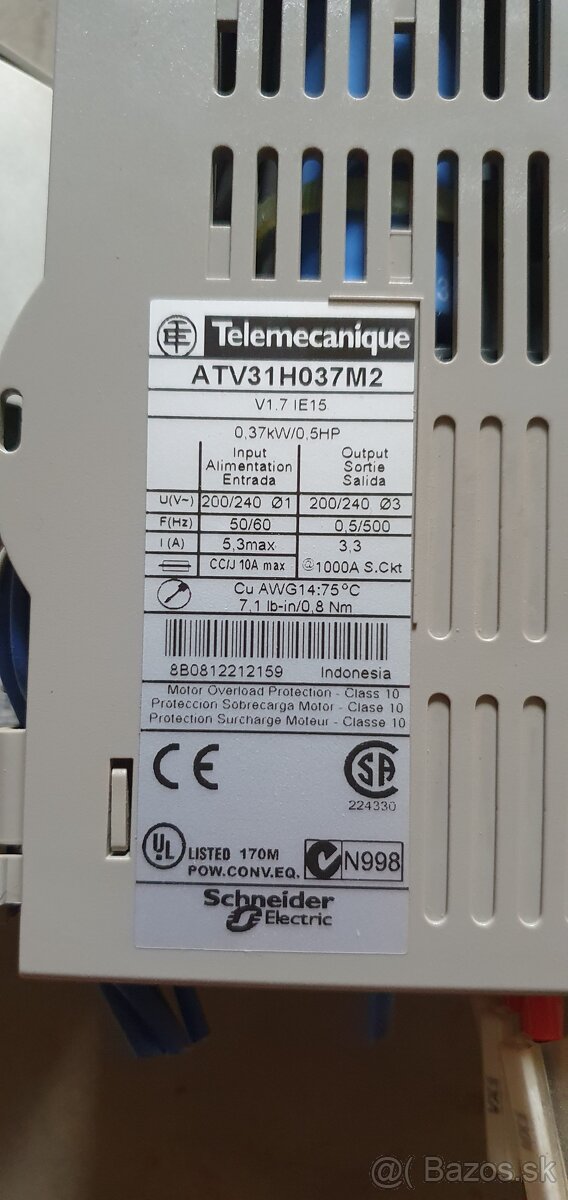 TE Telemecanique
ATV31H037M2
V1.7 IE15
0,37kW/0,5HP
Input Output
Alimentation Sortie
Entrada Salida
U(V~) 200/240 Ø1 200/240 Ø3
F(Hz) 50/60 0,5/500
I (A) 5,3max 3,3
CC/J 10A max @1000A S.Ckt
Cu AWG14:75°C
7,1 lb-in/0,8 Nm
8B0812212159 Indonesia
Motor Overload Protection - Class 10
Proteccion Sobrecarga Motor - Clase 10
Protection Surcharge Moteur - Classe 10
CE SA
224330
UL LISTED 170M
POW.CONV.EQ. N998
Schneider
Electric
@( Bazos.sk